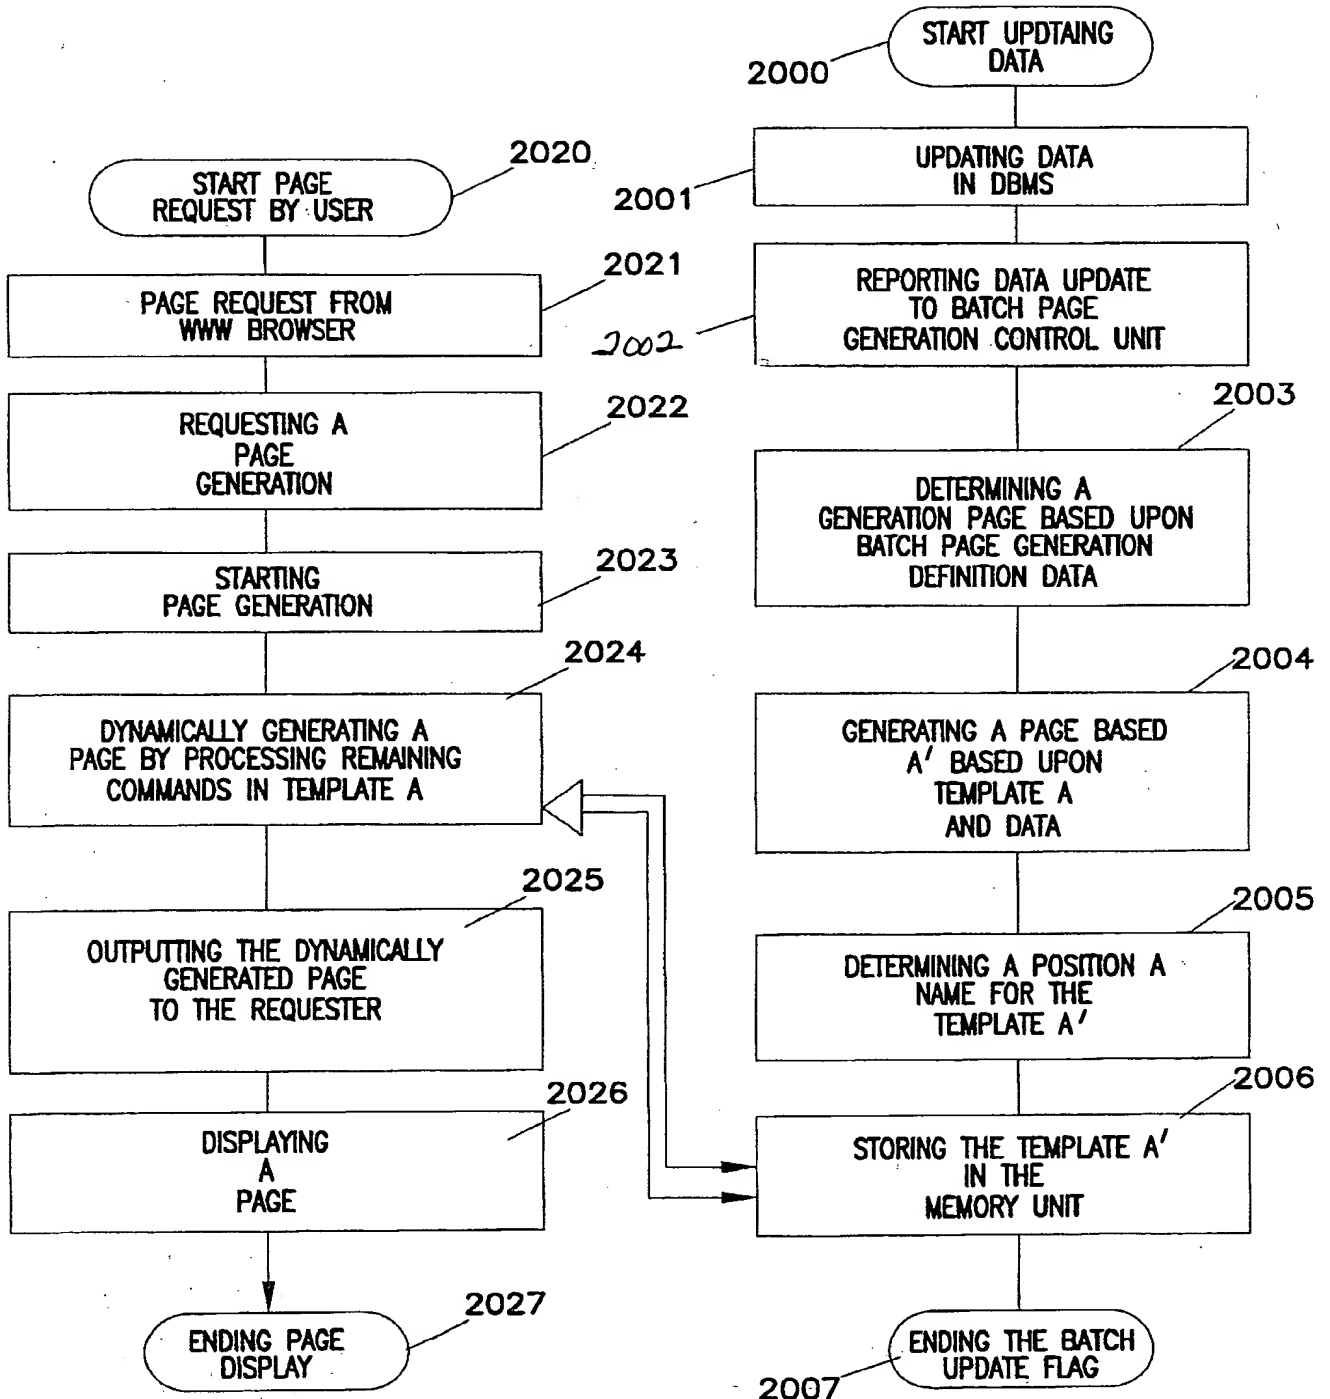 START PAGE
REQUEST BY USER
2020
PAGE REQUEST FROM
WWW BROWSER
2021
REQUESTING A
PAGE
GENERATION
2022
STARTING
PAGE GENERATION
2023
DYNAMICALLY GENERATING A
PAGE BY PROCESSING REMAINING
COMMANDS IN TEMPLATE A
2024
OUTPUTTING THE DYNAMICALLY
GENERATED PAGE
TO THE REQUESTER
2025
DISPLAYING
A
PAGE
2026
ENDING PAGE
DISPLAY
2027
START UPDTAING
DATA
2000
UPDATING DATA
IN DBMS
2001
REPORTING DATA UPDATE
TO BATCH PAGE
GENERATION CONTROL UNIT
2002
DETERMINING A
GENERATION PAGE BASED UPON
BATCH PAGE GENERATION
DEFINITION DATA
2003
GENERATING A PAGE BASED
A' BASED UPON
TEMPLATE A
AND DATA
2004
DETERMINING A POSITION A
NAME FOR THE
TEMPLATE A'
2005
STORING THE TEMPLATE A'
IN THE
MEMORY UNIT
2006
ENDING THE BATCH
UPDATE FLAG
2007